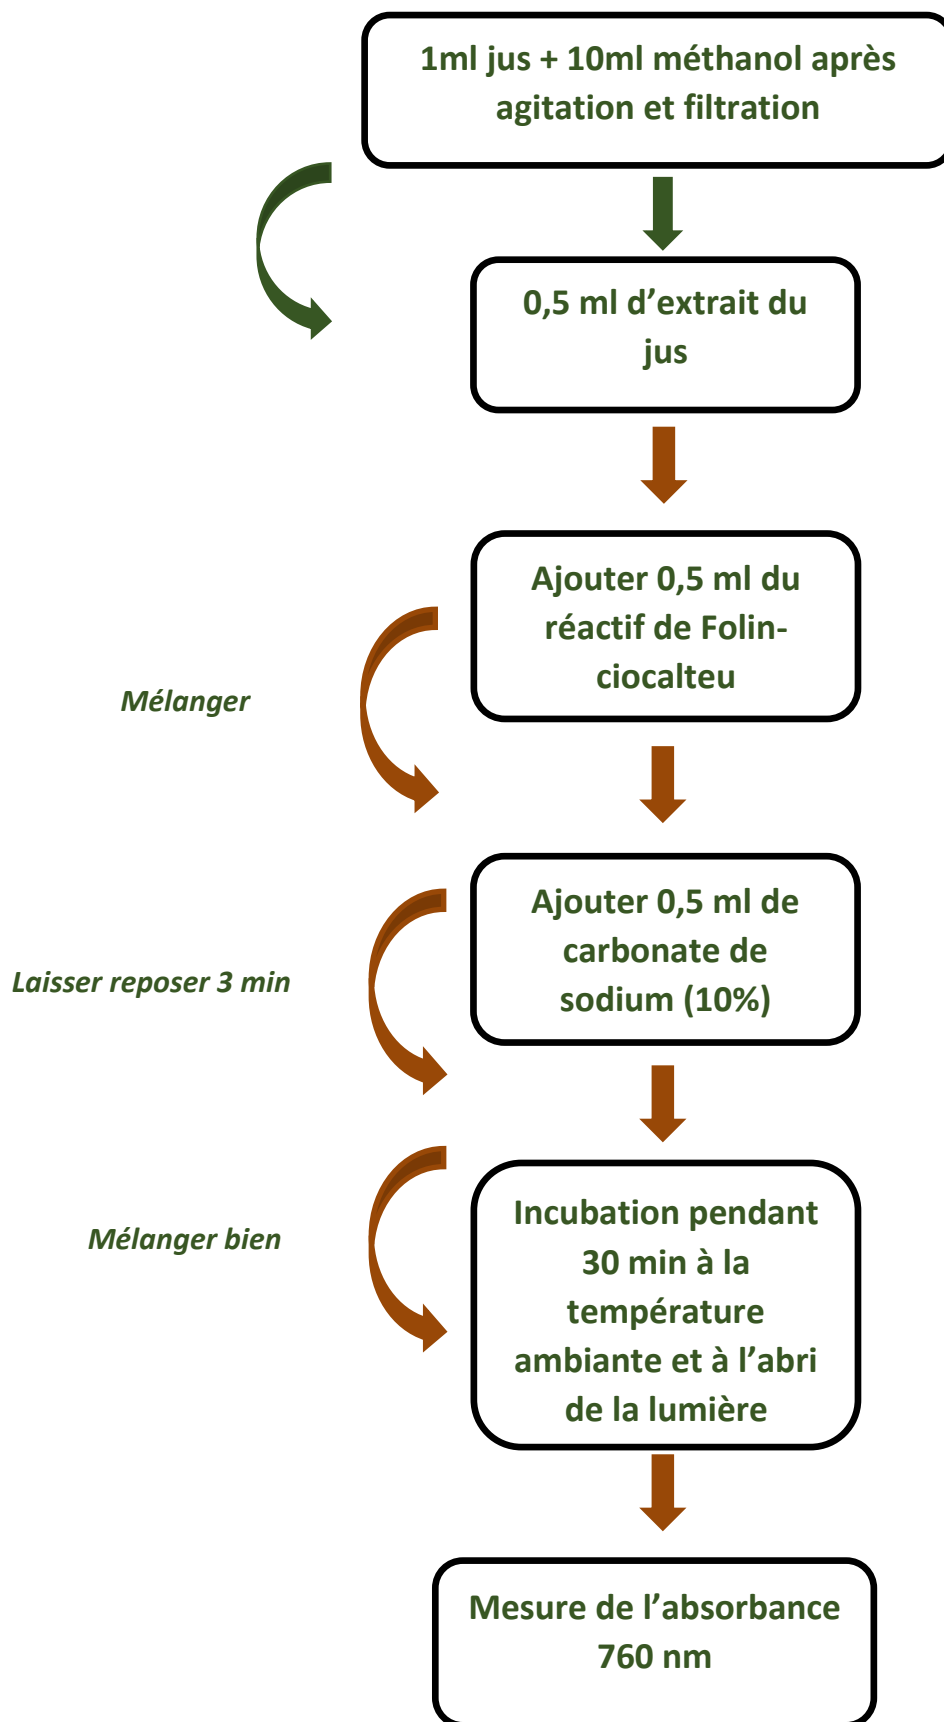 1ml jus + 10ml méthanol après
agitation et filtration
0,5 ml d’extrait du
jus
Ajouter 0,5 ml du
réactif de Folin-
ciocalteu
Mélanger
Ajouter 0,5 ml de
carbonate de
sodium (10%)
Laisser reposer 3 min
Incubation pendant
30 min à la
température
ambiante et à l’abri
de la lumière
Mélanger bien
Mesure de l’absorbance
760 nm